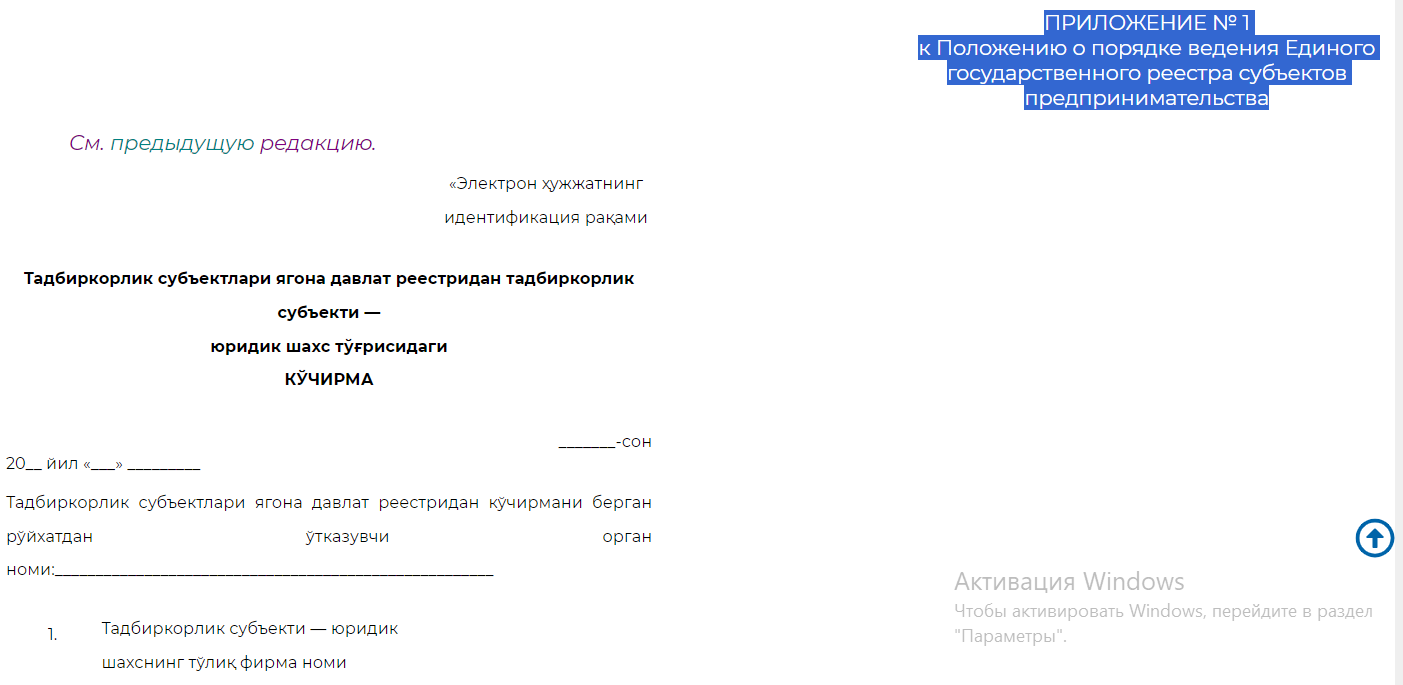 ПРИЛОЖЕНИЕ № 1
к Положению о порядке ведения Единого
государственного реестра субъектов
предпринимательства
См. предыдущую редакцию.
«Электрон ҳужжатнинг
идентификация рақами
Тадбиркорлик субъектлари ягона давлат реестридан тадбиркорлик
субъекти —
юридик шахс тўғрисидаги
КЎЧИРМА
_______-сон
20__ йил «___» _________
Тадбиркорлик субъектлари ягона давлат реестридан кўчирмани берган
рўйхатдан ўтказувчи орган
номи:______________________________________________________
1. Тадбиркорлик субъекти — юридик
шахснинг тўлиқ фирма номи
Активация Windows
Чтобы активировать Windows, перейдите в раздел
"Параметры".